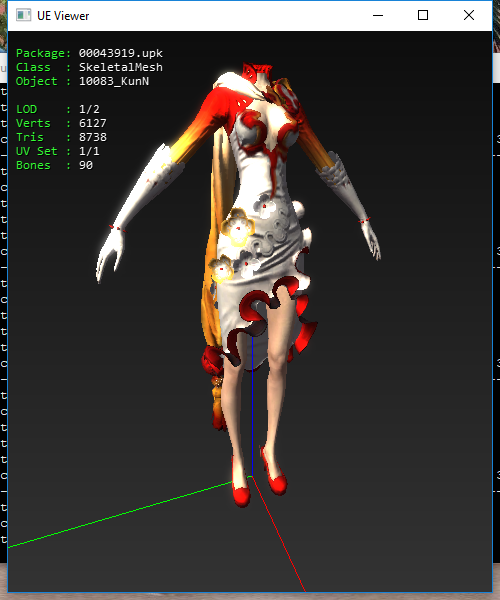 UE Viewer
Package: 00043919.upk
Class : SkeletalMesh
Object : 10083_KunN
LOD : 1/2
Verts : 6127
Tris : 8738
UV Set : 1/1
Bones : 90